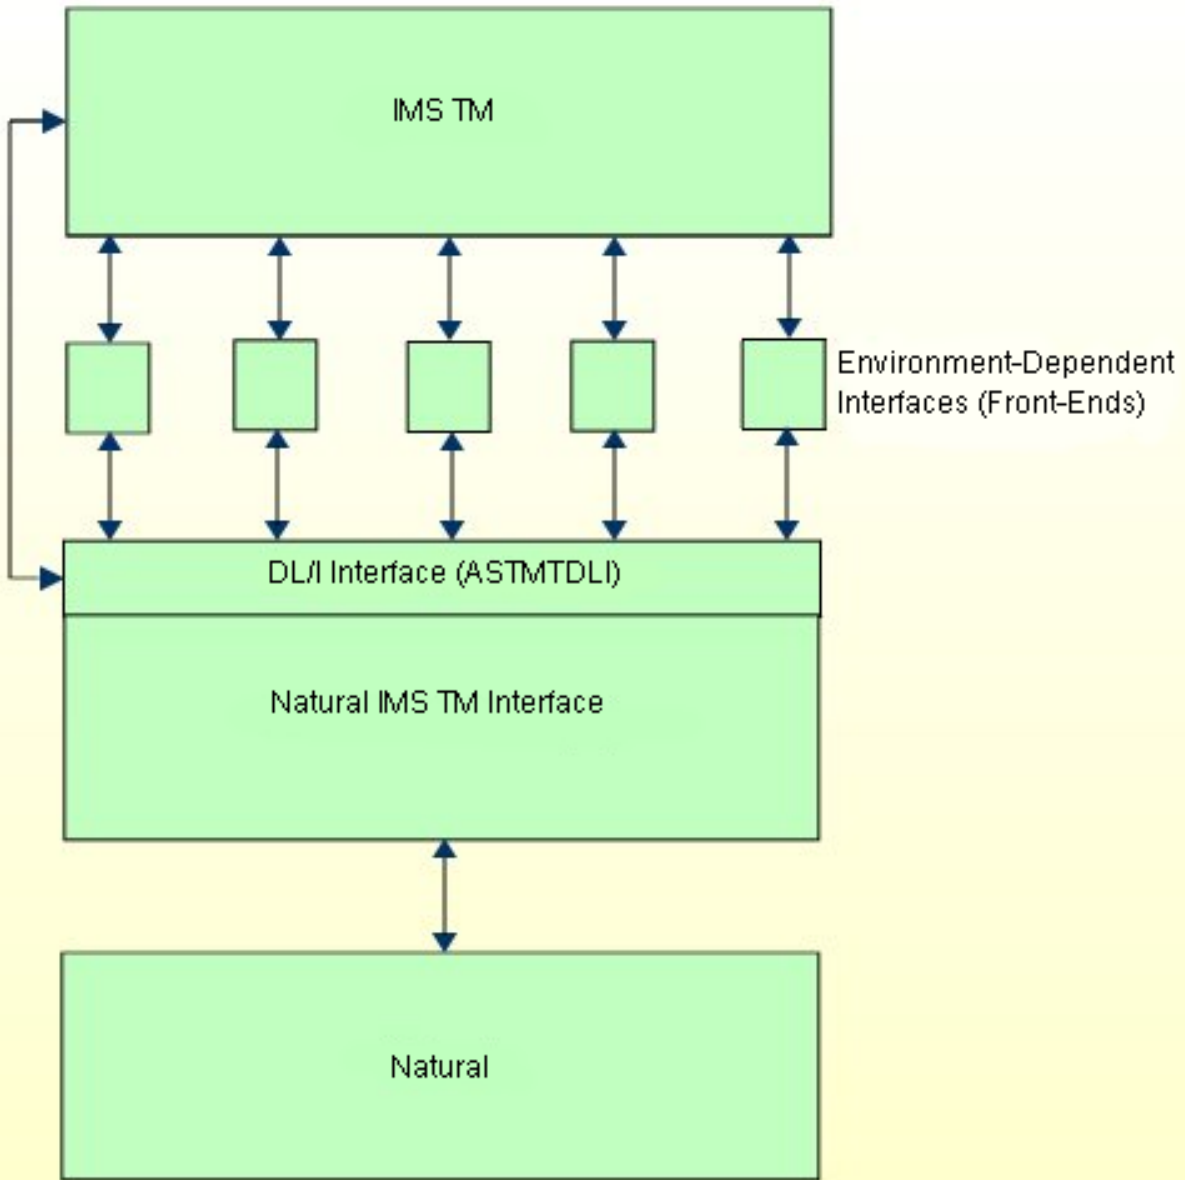 IMS TM
Environment-Dependent
Interfaces (Front-Ends)
DL/I Interface (ASTMTDLI)
Natural IMS TM Interface
Natural